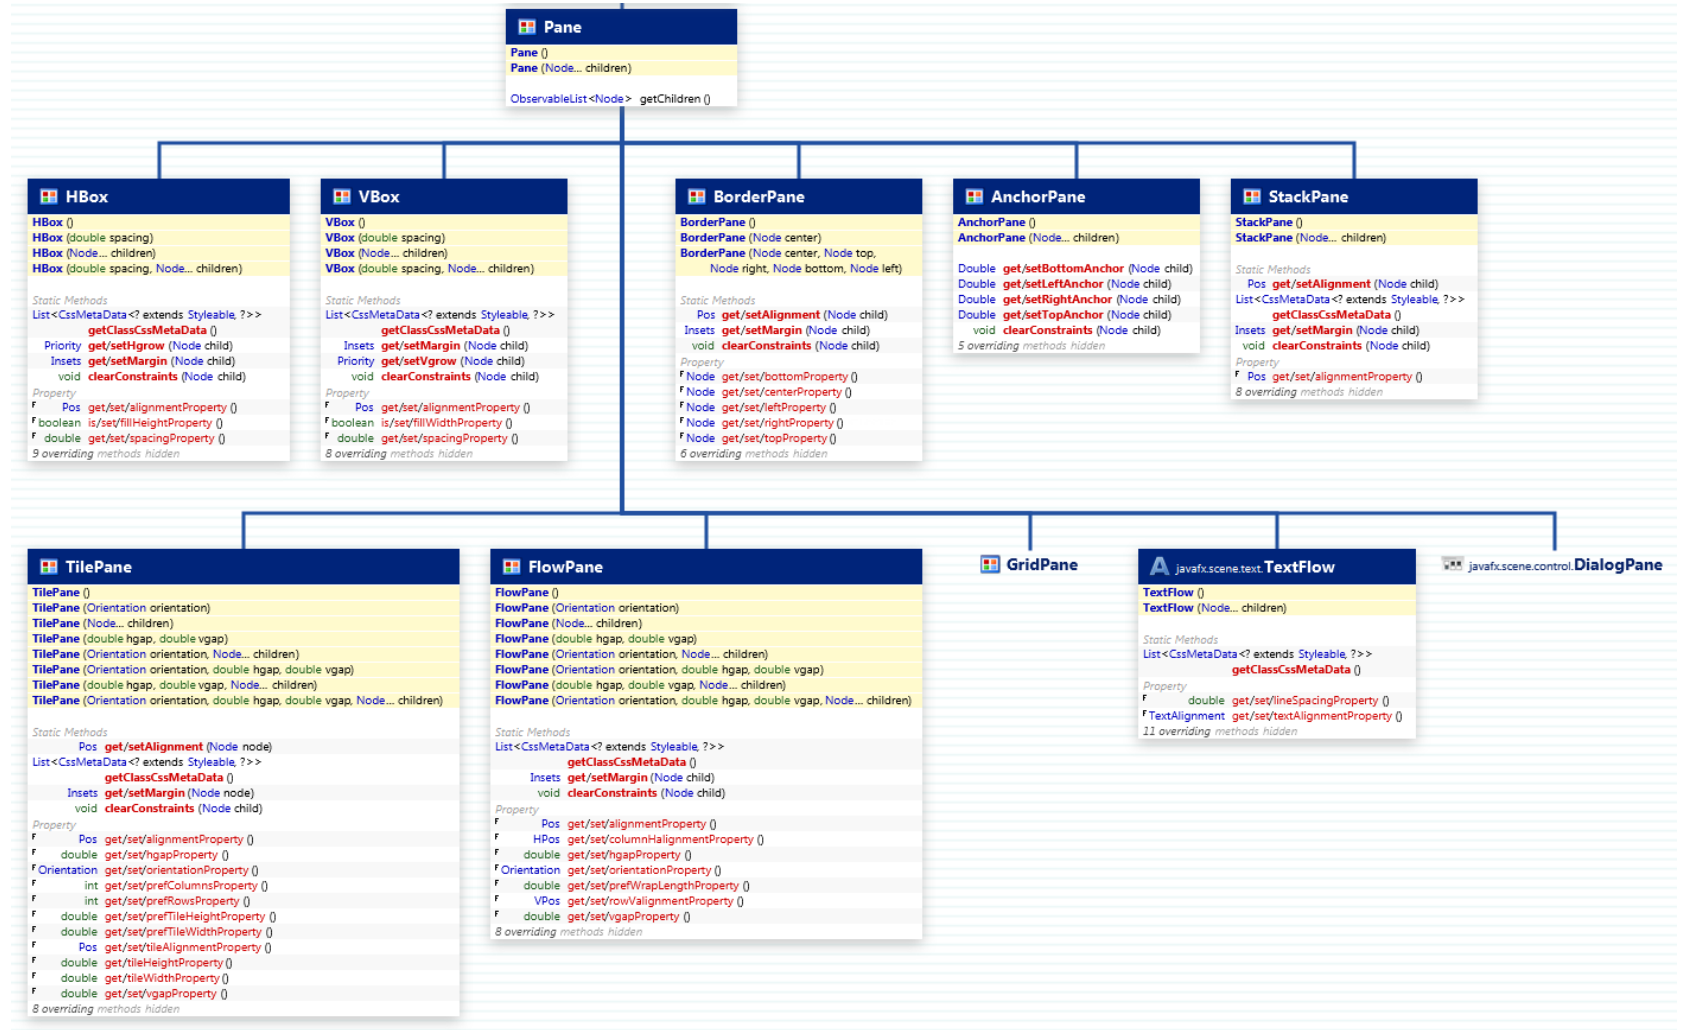 Pane
Pane ()
Pane (Node... children)
ObservableList<Node> getChildren ()
HBox
HBox ()
HBox (double spacing)
HBox (Node... children)
HBox (double spacing, Node... children)
Static Methods
List<CssMetaData<? extends Styleable, ?>>
getClassCssMetaData ()
Priority get/setHgrow (Node child)
Insets get/setMargin (Node child)
void clearConstraints (Node child)
Property
F Pos get/set/alignmentProperty ()
F boolean is/set/fillHeightProperty ()
F double get/set/spacingProperty ()
9 overriding methods hidden
VBox
VBox ()
VBox (double spacing)
VBox (Node... children)
VBox (double spacing, Node... children)
Static Methods
List<CssMetaData<? extends Styleable, ?>>
getClassCssMetaData ()
Insets get/setMargin (Node child)
Priority get/setVgrow (Node child)
void clearConstraints (Node child)
Property
F Pos get/set/alignmentProperty ()
F boolean is/set/fillWidthProperty ()
F double get/set/spacingProperty ()
8 overriding methods hidden
BorderPane
BorderPane ()
BorderPane (Node center)
BorderPane (Node center, Node top,
Node right, Node bottom, Node left)
Static Methods
Pos get/setAlignment (Node child)
Insets get/setMargin (Node child)
void clearConstraints (Node child)
Property
F Node get/set/bottomProperty ()
F Node get/set/centerProperty ()
F Node get/set/leftProperty ()
F Node get/set/rightProperty ()
F Node get/set/topProperty ()
6 overriding methods hidden
AnchorPane
AnchorPane ()
AnchorPane (Node... children)
Double get/setBottomAnchor (Node child)
Double get/setLeftAnchor (Node child)
Double get/setRightAnchor (Node child)
Double get/setTopAnchor (Node child)
void clearConstraints (Node child)
5 overriding methods hidden
StackPane
StackPane ()
StackPane (Node... children)
Static Methods
Pos get/setAlignment (Node child)
List<CssMetaData<? extends Styleable, ?>>
getClassCssMetaData ()
Insets get/setMargin (Node child)
void clearConstraints (Node child)
Property
F Pos get/set/alignmentProperty ()
8 overriding methods hidden
TilePane
TilePane ()
TilePane (Orientation orientation)
TilePane (Node... children)
TilePane (double hgap, double vgap)
TilePane (Orientation orientation, Node... children)
TilePane (Orientation orientation, double hgap, double vgap)
TilePane (double hgap, double vgap, Node... children)
TilePane (Orientation orientation, double hgap, double vgap, Node... children)
Static Methods
Pos get/setAlignment (Node node)
List<CssMetaData<? extends Styleable, ?>>
getClassCssMetaData ()
Insets get/setMargin (Node node)
void clearConstraints (Node child)
Property
F Pos get/set/alignmentProperty ()
F double get/set/hgapProperty ()
F Orientation get/set/orientationProperty ()
F int get/set/prefColumnsProperty ()
F int get/set/prefRowsProperty ()
F double get/set/prefTileHeightProperty ()
F double get/set/prefTileWidthProperty ()
F Pos get/set/tileAlignmentProperty ()
F double get/tileHeightProperty ()
F double get/tileWidthProperty ()
F double get/set/vgapProperty ()
8 overriding methods hidden
FlowPane
FlowPane ()
FlowPane (Orientation orientation)
FlowPane (Node... children)
FlowPane (double hgap, double vgap)
FlowPane (Orientation orientation, Node... children)
FlowPane (Orientation orientation, double hgap, double vgap)
FlowPane (double hgap, double vgap, Node... children)
FlowPane (Orientation orientation, double hgap, double vgap, Node... children)
Static Methods
List<CssMetaData<? extends Styleable, ?>>
getClassCssMetaData ()
Insets get/setMargin (Node child)
void clearConstraints (Node child)
Property
F Pos get/set/alignmentProperty ()
F HPos get/set/columnHalignmentProperty ()
F double get/set/hgapProperty ()
F Orientation get/set/orientationProperty ()
F double get/set/prefWrapLengthProperty ()
F VPos get/set/rowValignmentProperty ()
F double get/set/vgapProperty ()
8 overriding methods hidden
GridPane
A javafx.scene.text.TextFlow
TextFlow ()
TextFlow (Node... children)
Static Methods
List<CssMetaData<? extends Styleable, ?>>
getClassCssMetaData ()
Property
F double get/set/lineSpacingProperty ()
F TextAlignment get/set/textAlignmentProperty ()
11 overriding methods hidden
javafx.scene.control.DialogPane